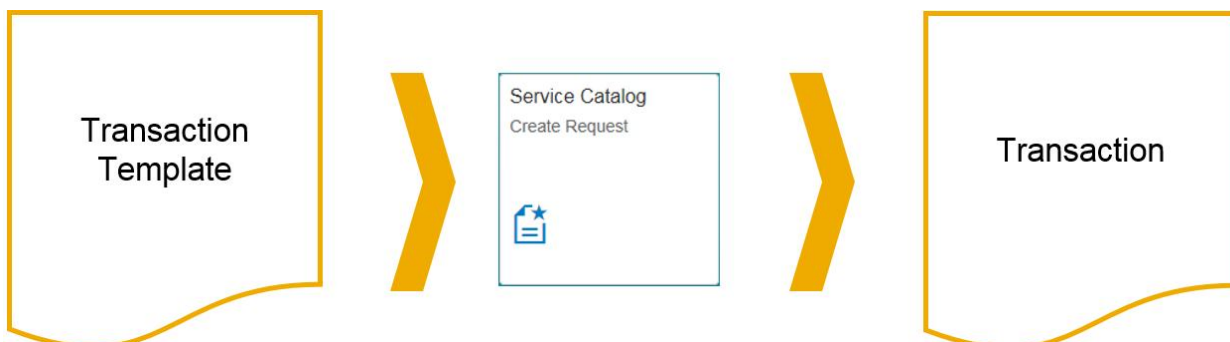 Transaction
Template
Service Catalog
Create Request
Transaction